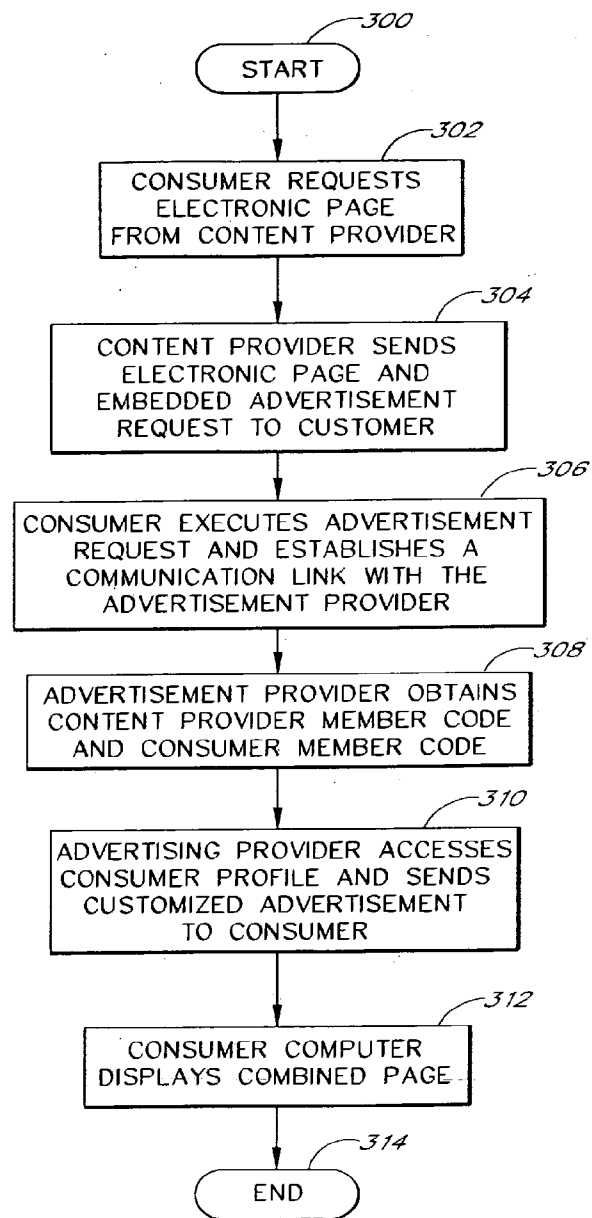 300
START
302
CONSUMER REQUESTS
ELECTRONIC PAGE
FROM CONTENT PROVIDER
304
CONTENT PROVIDER SENDS
ELECTRONIC PAGE AND
EMBEDDED ADVERTISEMENT
REQUEST TO CUSTOMER
306
CONSUMER EXECUTES ADVERTISEMENT
REQUEST AND ESTABLISHES A
COMMUNICATION LINK WITH THE
ADVERTISEMENT PROVIDER
308
ADVERTISEMENT PROVIDER OBTAINS
CONTENT PROVIDER MEMBER CODE
AND CONSUMER MEMBER CODE
310
ADVERTISING PROVIDER ACCESSES
CONSUMER PROFILE AND SENDS
CUSTOMIZED ADVERTISEMENT
TO CONSUMER
312
CONSUMER COMPUTER
DISPLAYS COMBINED PAGE
314
END